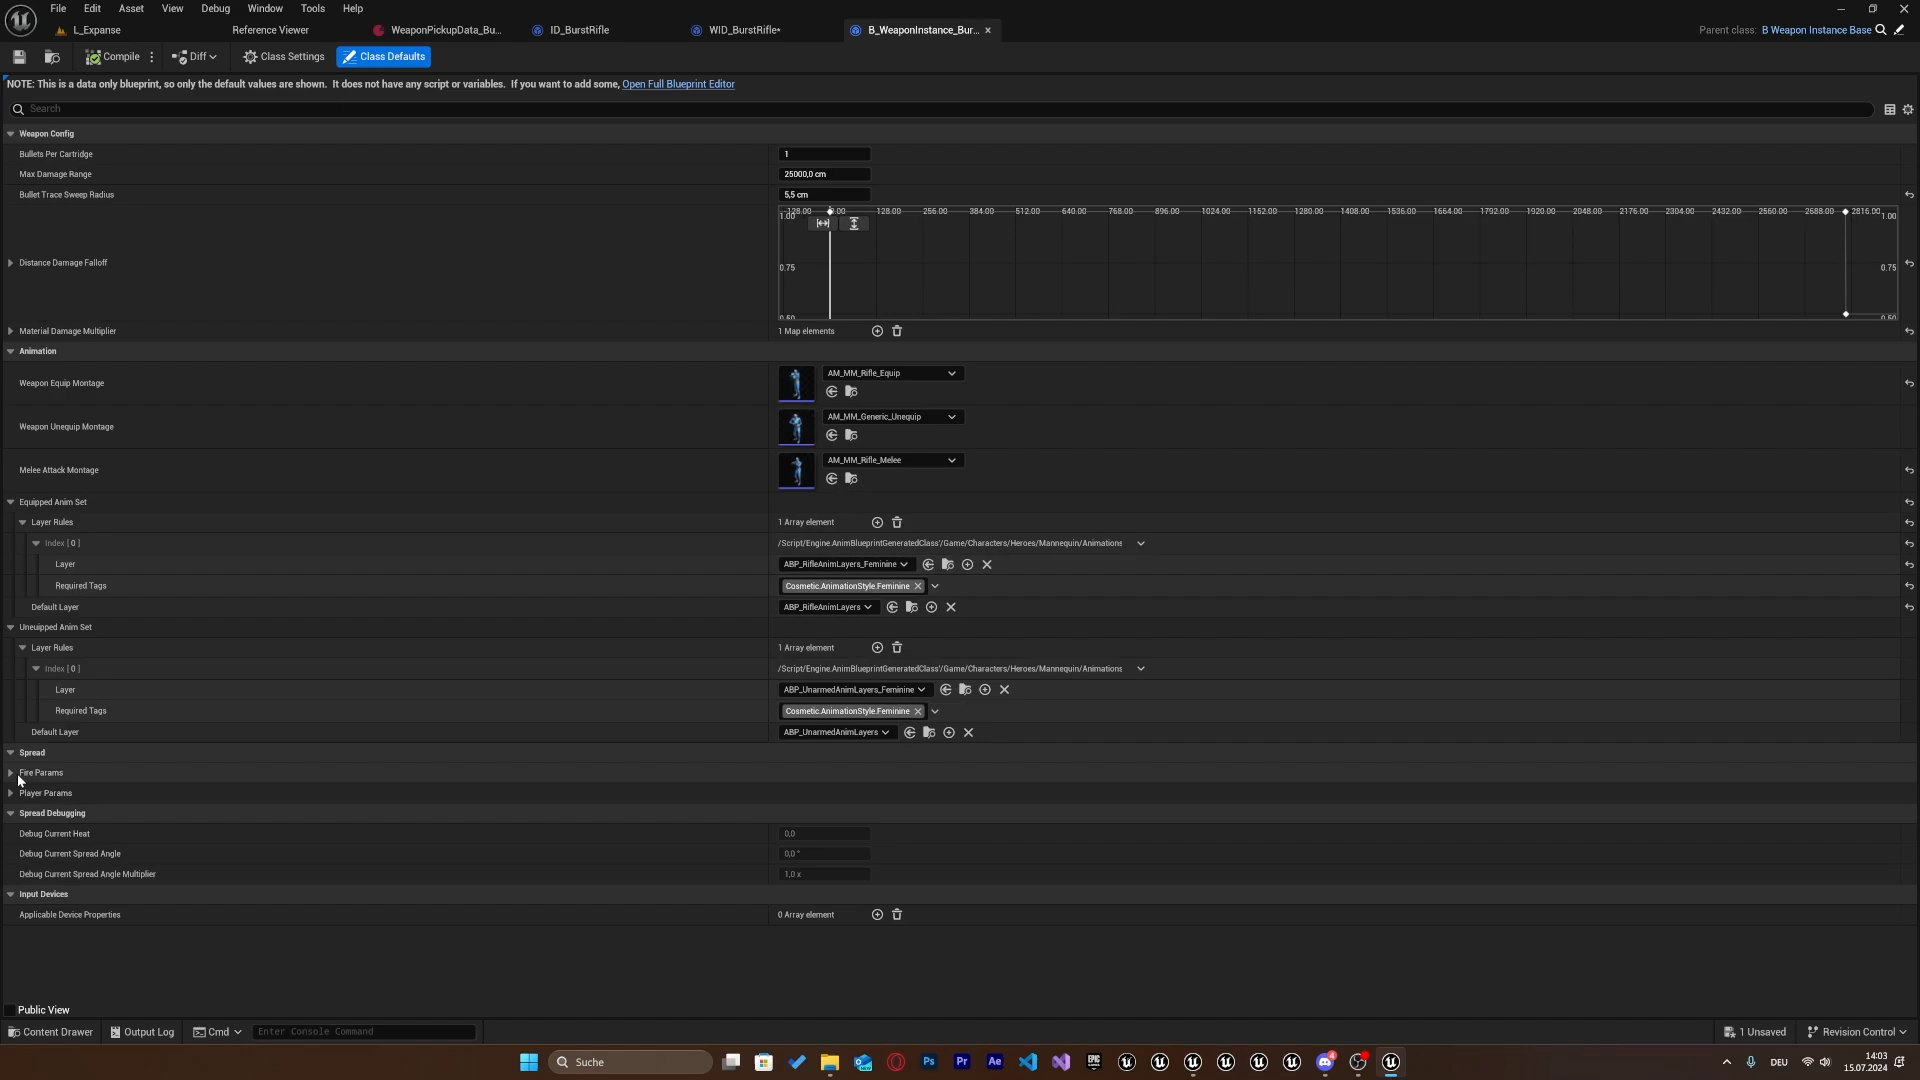 File Edit Asset View Debug Window Tools Help
L_Expanse Reference Viewer WeaponPickupData_Bu... ID_BurstRifle WID_BurstRifle* B_WeaponInstance_Bur... Parent class: B Weapon Instance Base
Compile Diff Class Settings Class Defaults
NOTE: This is a data only blueprint, so only the default values are shown. It does not have any script or variables. If you want to add some, Open Full Blueprint Editor
Search
Weapon Config
Bullets Per Cartridge 1
Max Damage Range 25000,0 cm
Bullet Trace Sweep Radius 5,5 cm
128.00 256.00 384.00 512.00 640.00 768.00 896.00 1024.00 1152.00 1280.00 1408.00 1536.00 1664.00 1792.00 1920.00 2048.00 2176.00 2304.00 2432.00 2560.00 2688.00 2816.00
1.00 1.00
Distance Damage Falloff
0.75 0.75
0.50 0.50
Material Damage Multiplier 1 Map elements
Animation
Weapon Equip Montage AM_MM_Rifle_Equip
Weapon Unequip Montage AM_MM_Generic_Unequip
Melee Attack Montage AM_MM_Rifle_Melee
Equipped Anim Set
Layer Rules 1 Array element
Index [ 0 ] /Script/Engine.AnimBlueprintGeneratedClass'/Game/Characters/Heroes/Mannequin/Animations
Layer ABP_RifleAnimLayers_Feminine
Required Tags Cosmetic.AnimationStyle.Feminine
Default Layer ABP_RifleAnimLayers
Uneuipped Anim Set
Layer Rules 1 Array element
Index [ 0 ] /Script/Engine.AnimBlueprintGeneratedClass'/Game/Characters/Heroes/Mannequin/Animations
Layer ABP_UnarmedAnimLayers_Feminine
Required Tags Cosmetic.AnimationStyle.Feminine
Default Layer ABP_UnarmedAnimLayers
Spread
Fire Params
Player Params
Spread Debugging
Debug Current Heat 0,0
Debug Current Spread Angle 0,0 °
Debug Current Spread Angle Multiplier 1,0 x
Input Devices
Applicable Device Properties 0 Array element
Public View
Content Drawer Output Log Cmd Enter Console Command 1 Unsaved Revision Control
Suche Ps Pr Ae DEU 14:03
15.07.2024